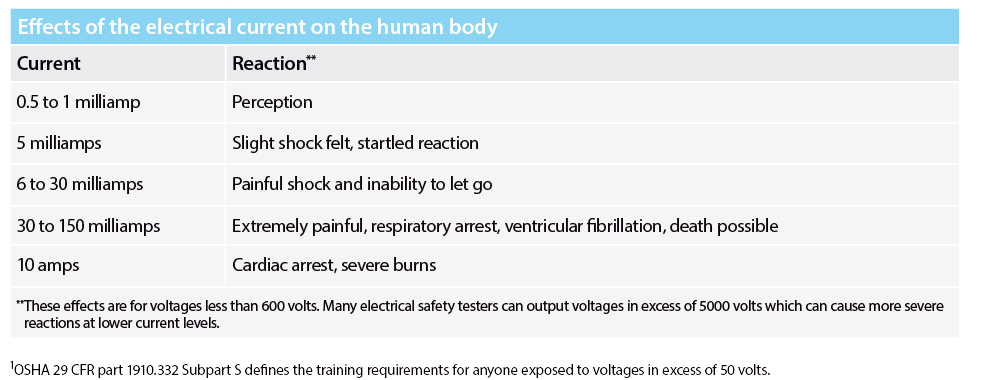 Effects of the electrical current on the human body
Current Reaction**
0.5 to 1 milliamp Perception
5 milliamps Slight shock felt, startled reaction
6 to 30 milliamps Painful shock and inability to let go
30 to 150 milliamps Extremely painful, respiratory arrest, ventricular fibrillation, death possible
10 amps Cardiac arrest, severe burns
**These effects are for voltages less than 600 volts. Many electrical safety testers can output voltages in excess of 5000 volts which can cause more severe
reactions at lower current levels.
1OSHA 29 CFR part 1910.332 Subpart S defines the training requirements for anyone exposed to voltages in excess of 50 volts.